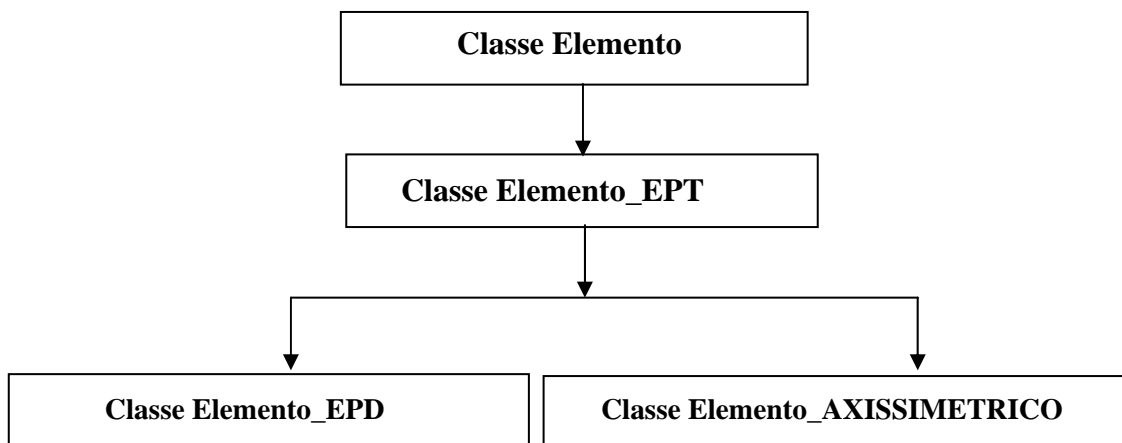 Classe Elemento
Classe Elemento_EPT
Classe Elemento_EPD
Classe Elemento_AXISSIMETRICO